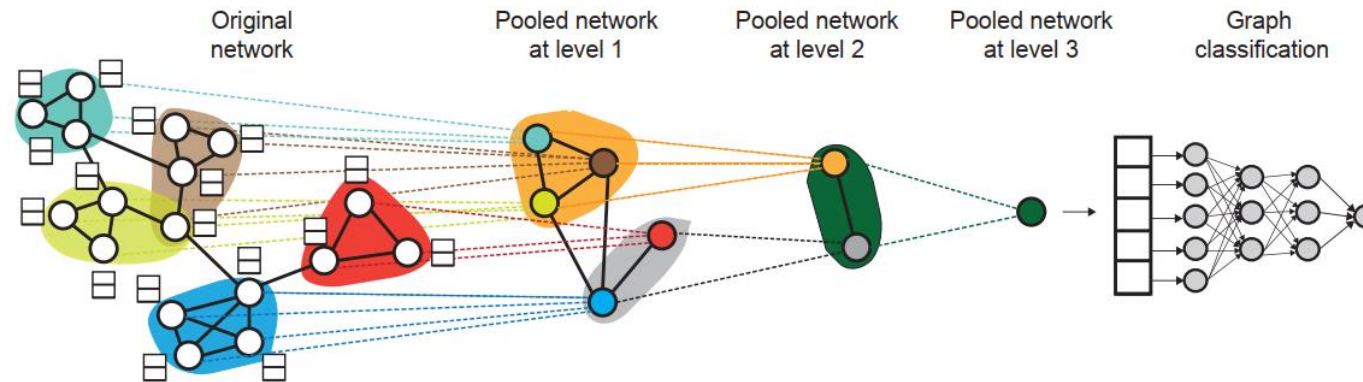 Original
network
Pooled network
at level 1
Pooled network
at level 2
Pooled network
at level 3
Graph
classification